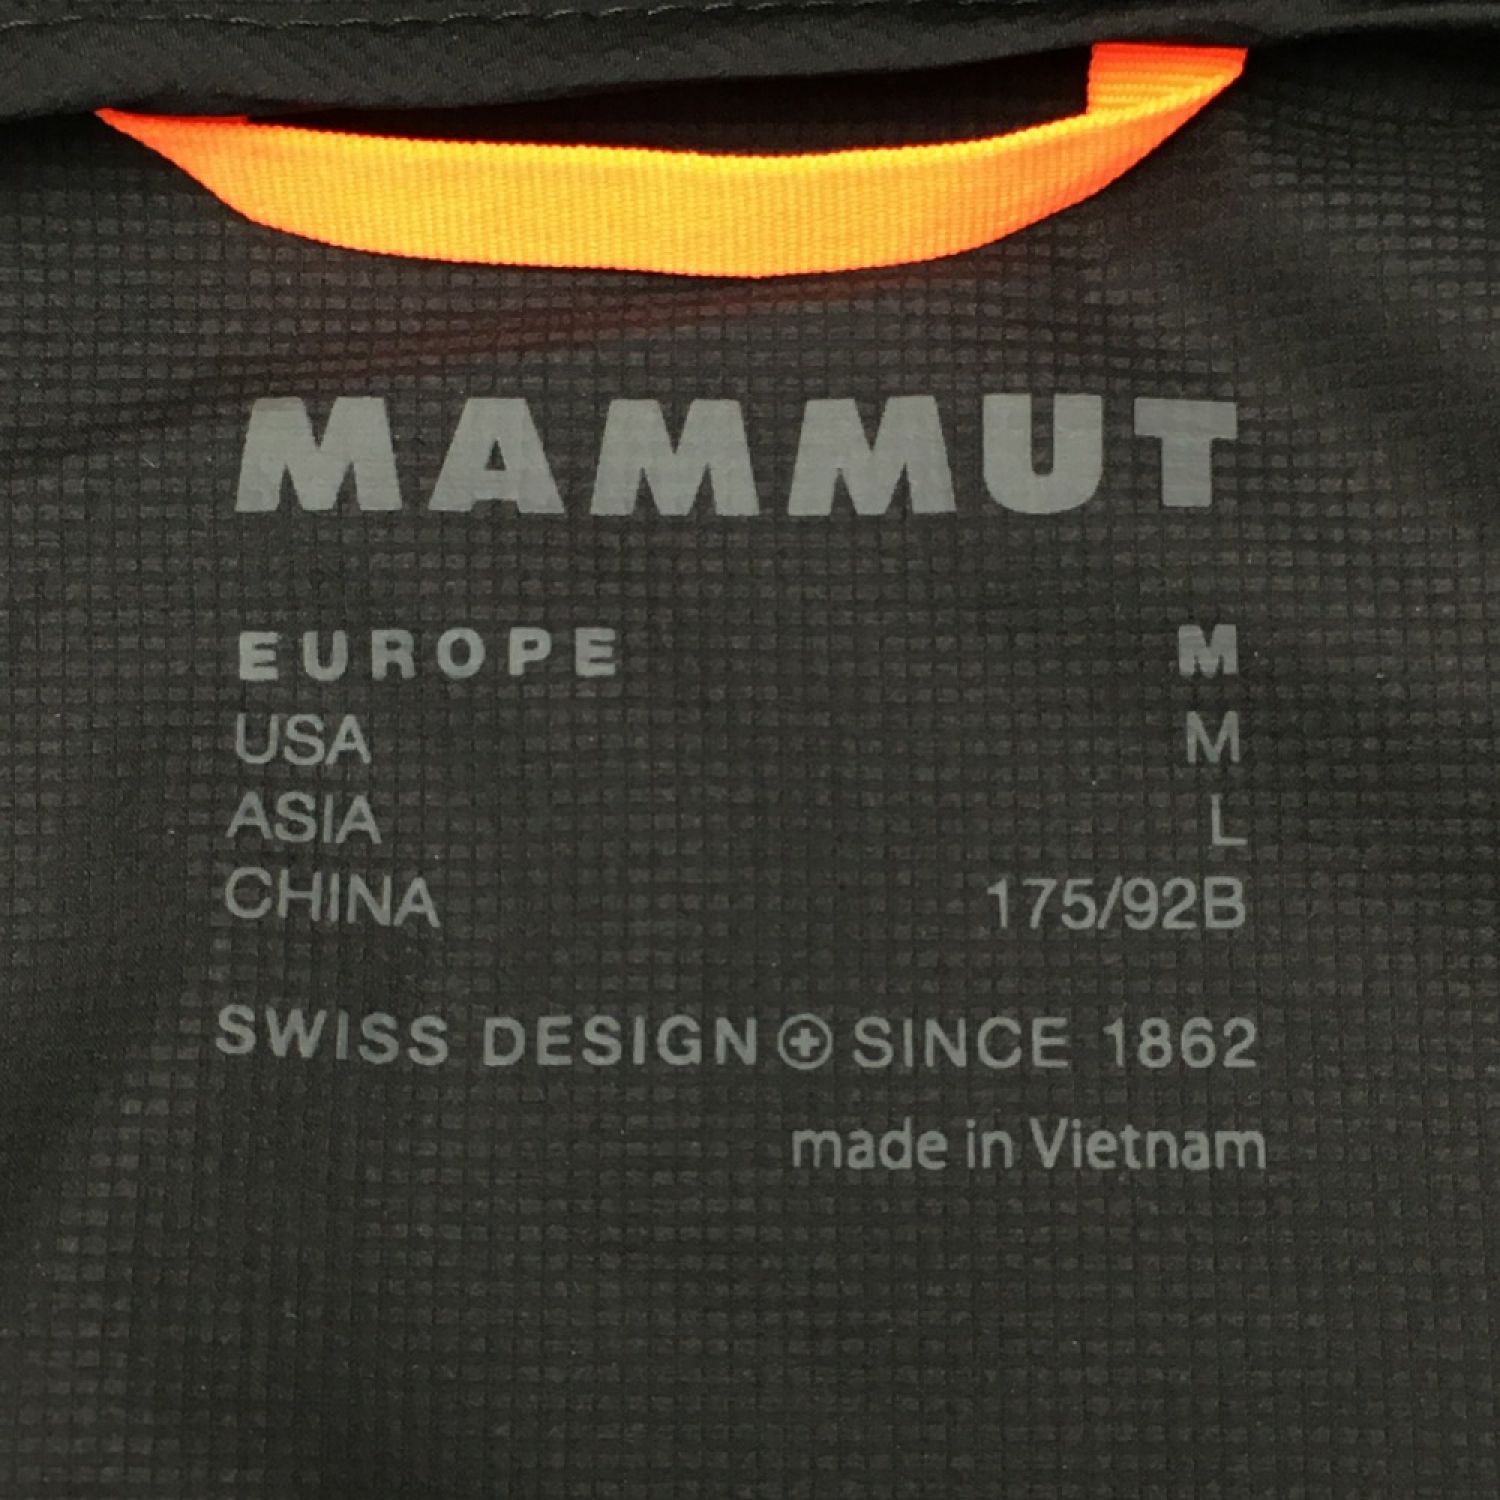 MAMMUT
EUROPE M
USA M
ASIA L
CHINA 175/92B
SWISS DESIGN SINCE 1862
made in Vietnam